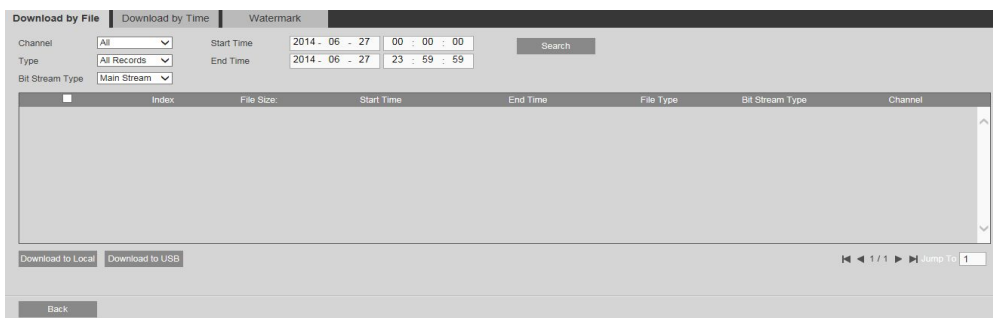 Download by File Download by Time Watermark
Channel All Start Time 2014 - 06 - 27 00 : 00 : 00 Search
Type All Records End Time 2014 - 06 - 27 23 : 59 : 59
Bit Stream Type Main Stream
Index File Size: Start Time End Time File Type Bit Stream Type Channel
Download to Local Download to USB 1 / 1 Jump To 1
Back